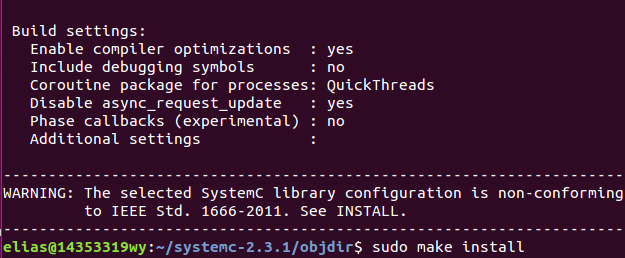 Build settings:
Enable compiler optimizations : yes
Include debugging symbols : no
Coroutine package for processes: QuickThreads
Disable async_request_update : yes
Phase callbacks (experimental) : no
Additional settings :
--------------------------------------------------------------------------------
WARNING: The selected SystemC library configuration is non-conforming
to IEEE Std. 1666-2011. See INSTALL.
--------------------------------------------------------------------------------
elias@14353319wy:~/systemc-2.3.1/objdir$ sudo make install